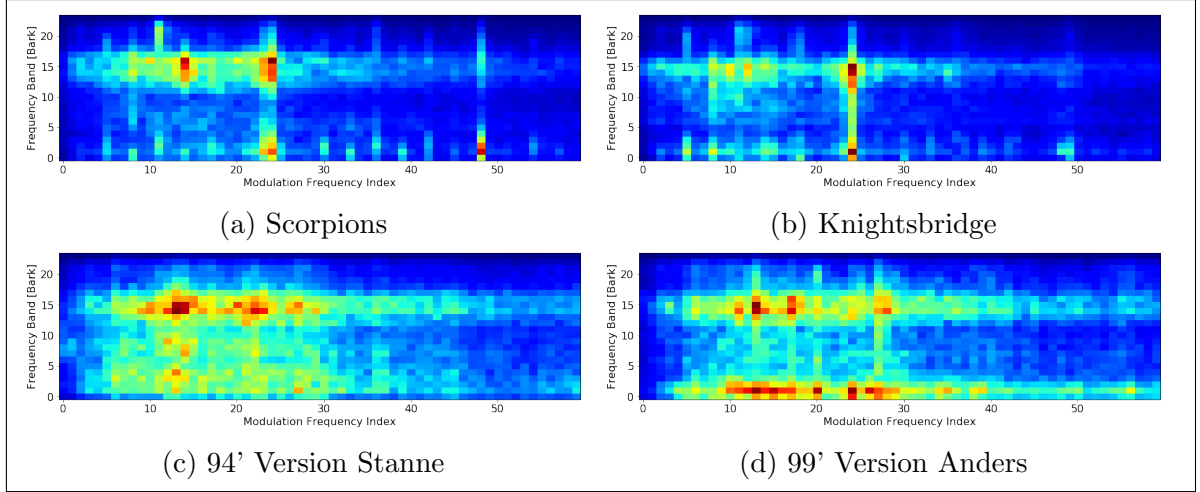 Frequency Band [Bark]
20
15
10
5
0
0 10 20 30 40 50
Modulation Frequency Index
(a) Scorpions
Frequency Band [Bark]
20
15
10
5
0
0 10 20 30 40 50
Modulation Frequency Index
(b) Knightsbridge
Frequency Band [Bark]
20
15
10
5
0
0 10 20 30 40 50
Modulation Frequency Index
(c) 94' Version Stanne
Frequency Band [Bark]
20
15
10
5
0
0 10 20 30 40 50
Modulation Frequency Index
(d) 99' Version Anders